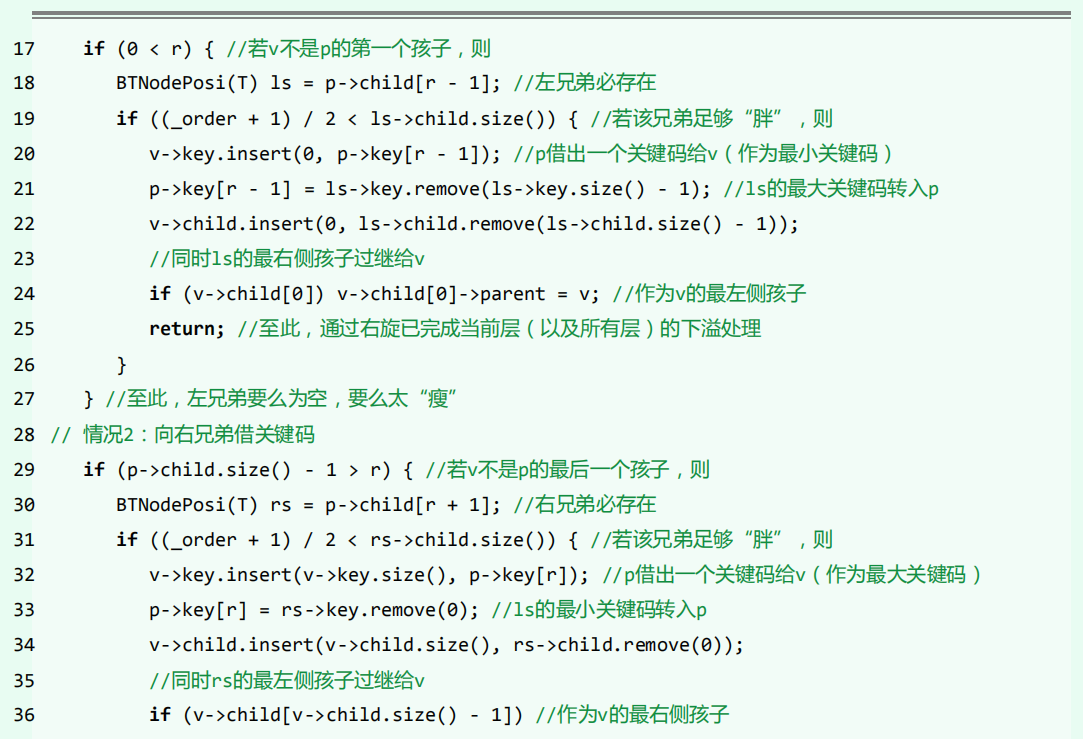 17 if (0 < r) { //若v不是p的第一个孩子，则
18 BTNodePosi(T) ls = p->child[r - 1]; //左兄弟必存在
19 if ((_order + 1) / 2 < ls->child.size()) { //若该兄弟足够“胖”，则
20 v->key.insert(0, p->key[r - 1]); //p借出一个关键码给v（作为最小关键码）
21 p->key[r - 1] = ls->key.remove(ls->key.size() - 1); //ls的最大关键码转入p
22 v->child.insert(0, ls->child.remove(ls->child.size() - 1));
23 //同时ls的最右侧孩子过继给v
24 if (v->child[0]) v->child[0]->parent = v; //作为v的最左侧孩子
25 return; //至此，通过右旋已完成当前层（以及所有层）的下溢处理
26 }
27 } //至此，左兄弟要么为空，要么太“瘦”
28 // 情况2：向右兄弟借关键码
29 if (p->child.size() - 1 > r) { //若v不是p的最后一个孩子，则
30 BTNodePosi(T) rs = p->child[r + 1]; //右兄弟必存在
31 if ((_order + 1) / 2 < rs->child.size()) { //若该兄弟足够“胖”，则
32 v->key.insert(v->key.size(), p->key[r]); //p借出一个关键码给v（作为最大关键码）
33 p->key[r] = rs->key.remove(0); //ls的最小关键码转入p
34 v->child.insert(v->child.size(), rs->child.remove(0));
35 //同时rs的最左侧孩子过继给v
36 if (v->child[v->child.size() - 1]) //作为v的最右侧孩子